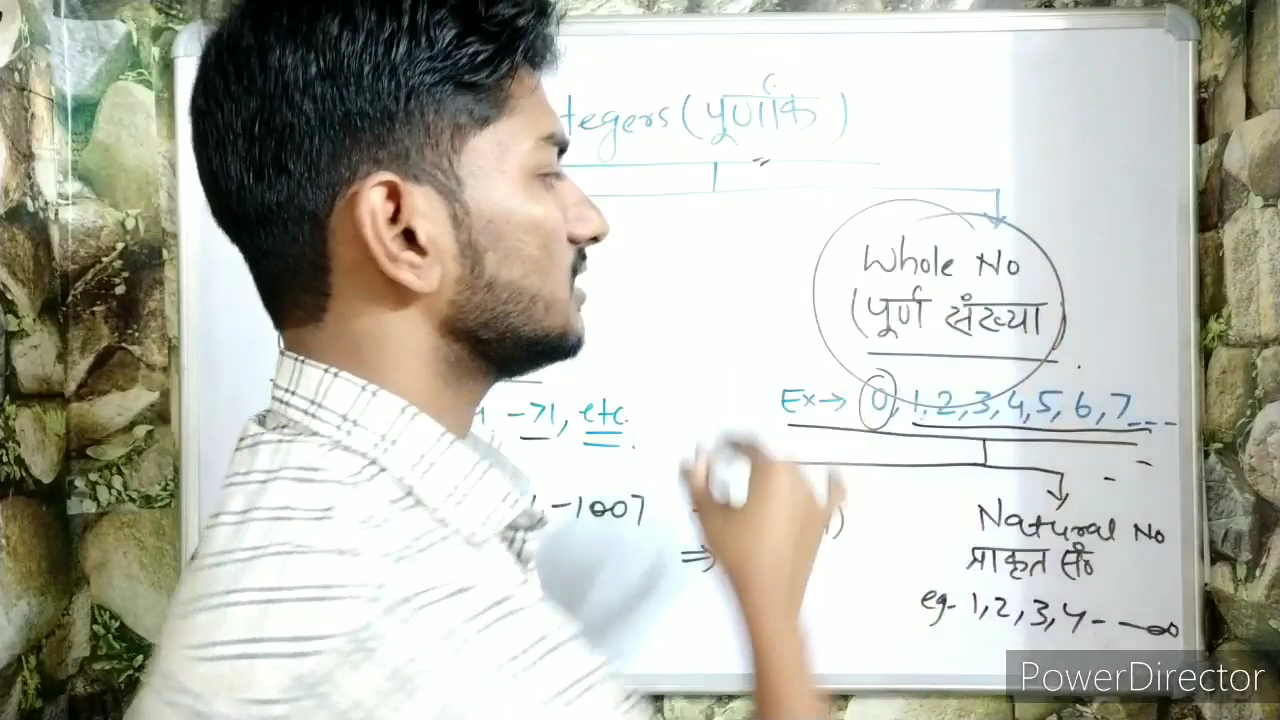 tegers (पूर्णांक)
Whole No
(पूर्ण संख्या)
Ex→ 0, 1, 2, 3, 4, 5, 6, 7---
-71, etc.
-1007
⇒
Natural No
प्राकृत सं०
eg- 1, 2, 3, 4 - - ∞
PowerDirector